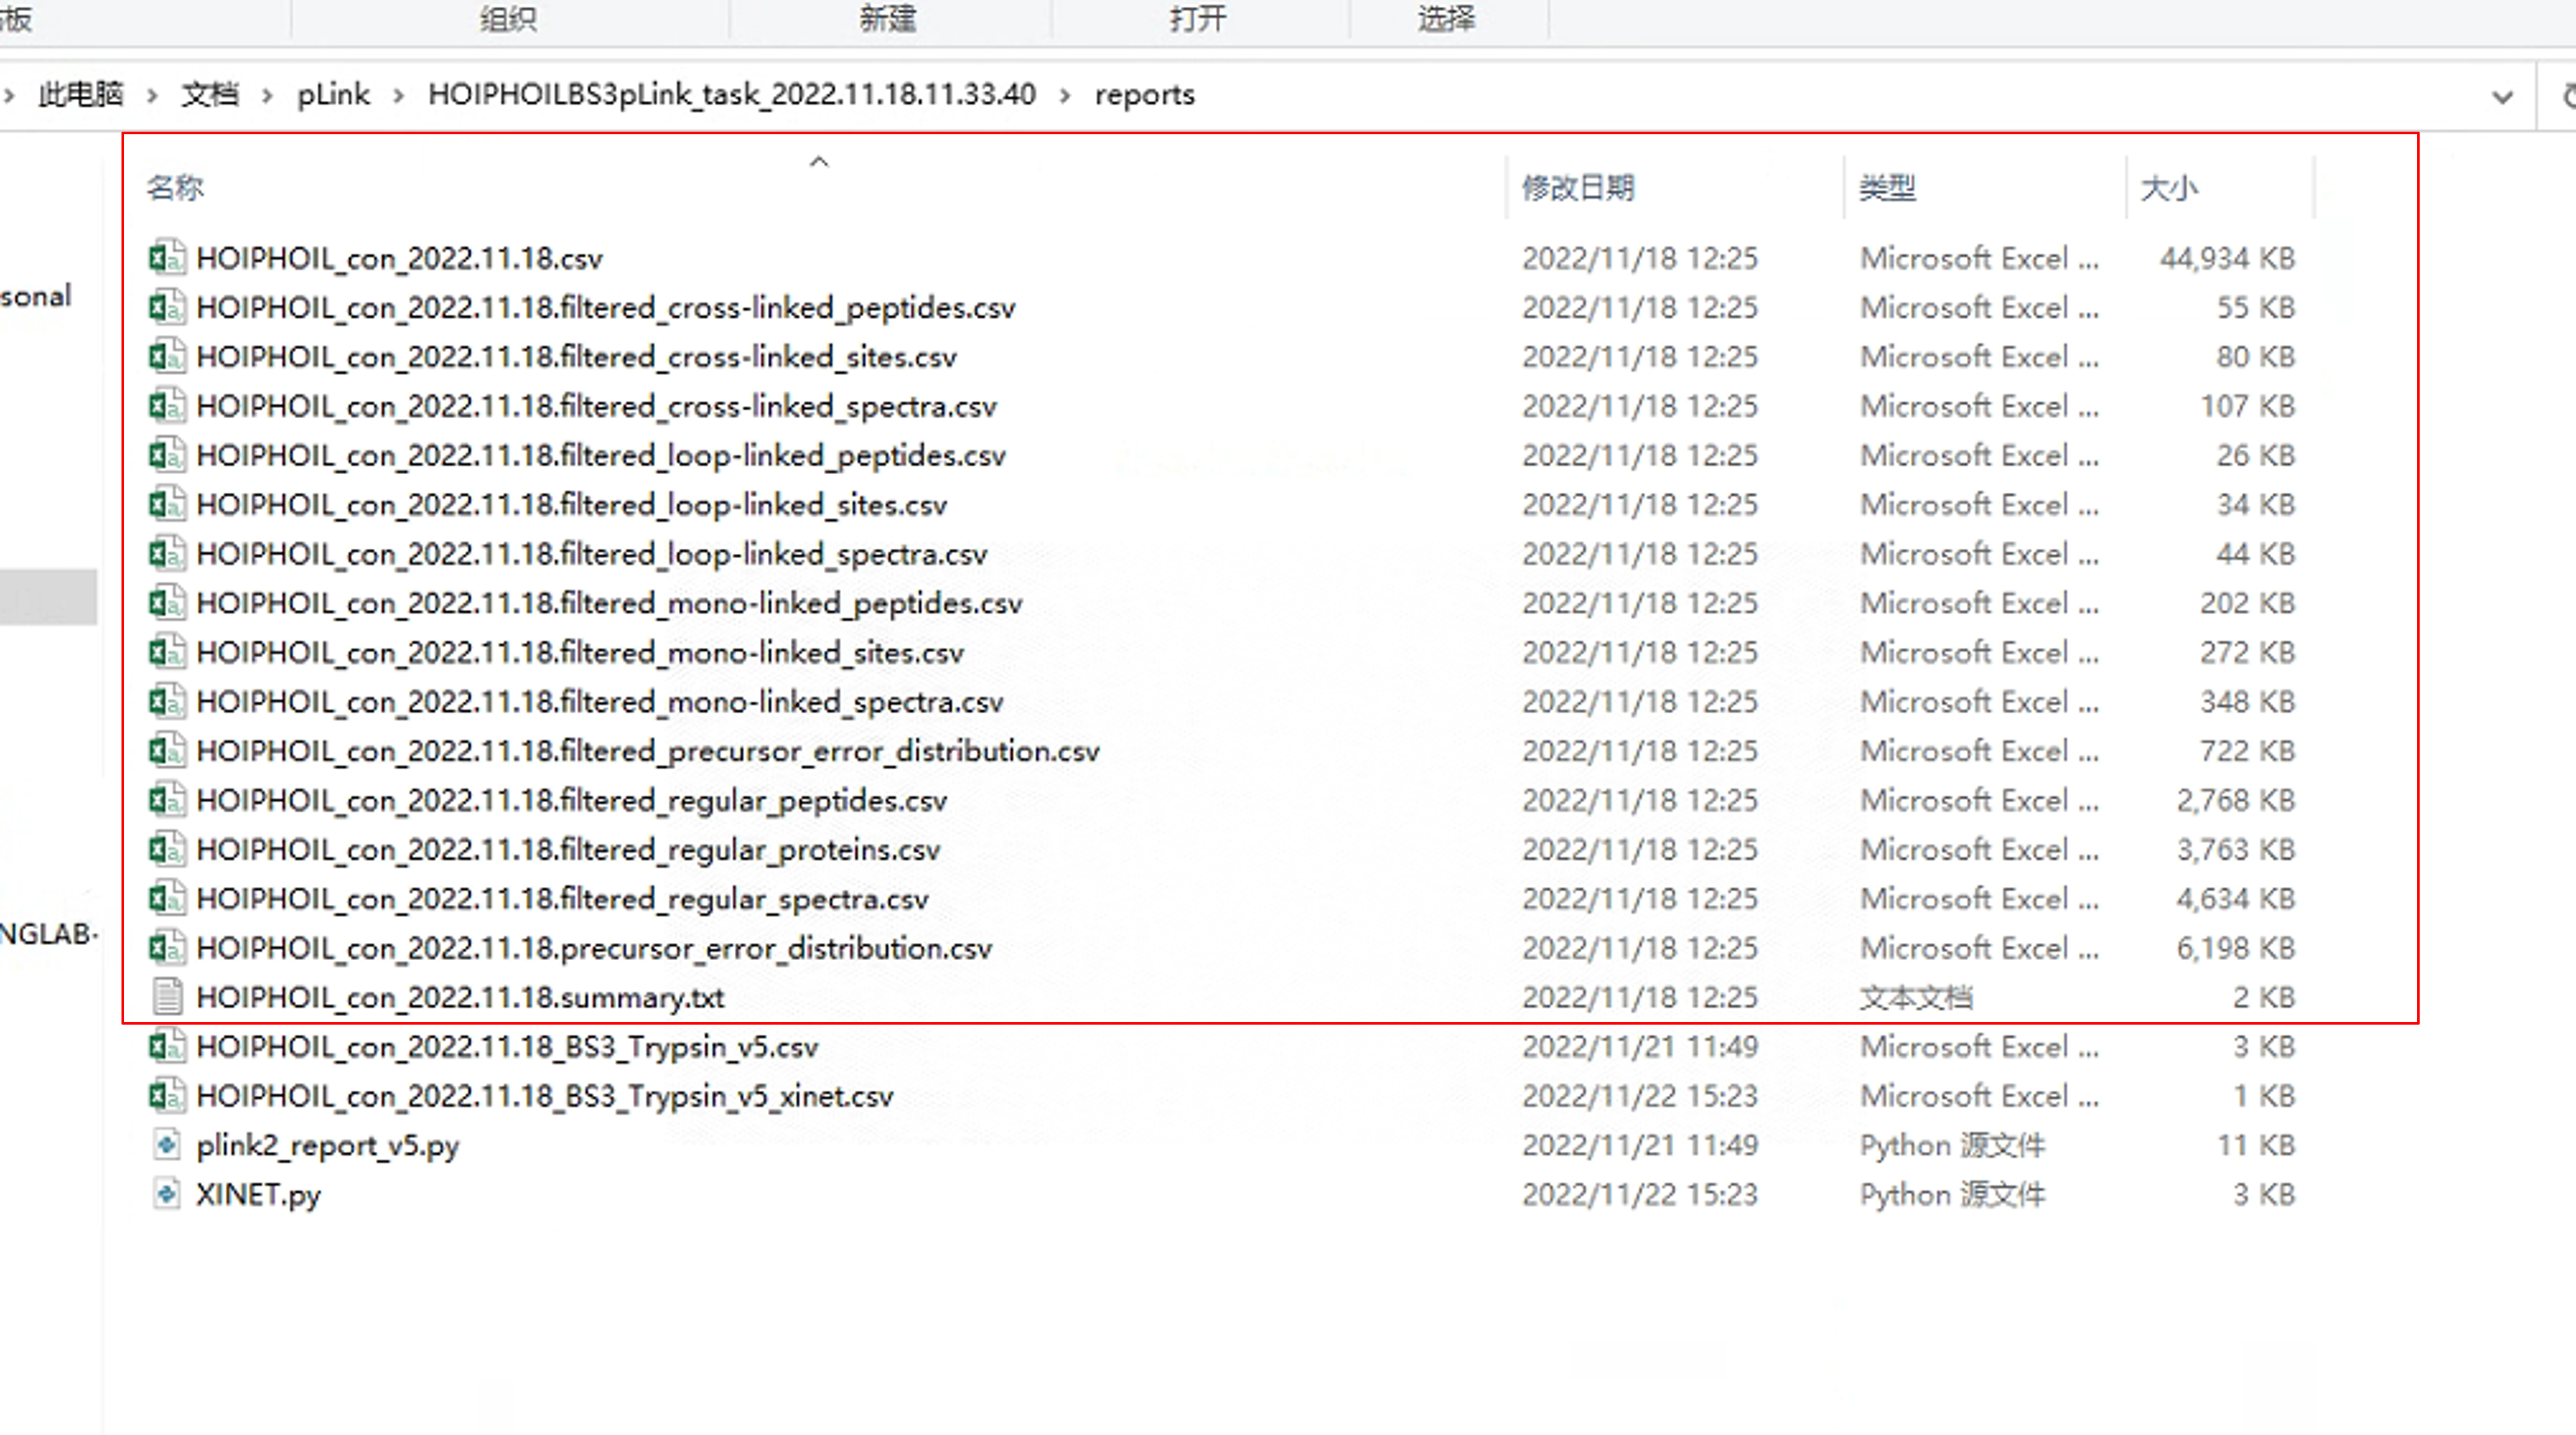 板 组织 新建 打开 选择
› 此电脑 › 文档 › pLink › HOIPHOILBS3pLink_task_2022.11.18.11.33.40 › reports
名称 修改日期 类型 大小
HOIPHOIL_con_2022.11.18.csv 2022/11/18 12:25 Microsoft Excel ... 44,934 KB
sonal
HOIPHOIL_con_2022.11.18.filtered_cross-linked_peptides.csv 2022/11/18 12:25 Microsoft Excel ... 55 KB
HOIPHOIL_con_2022.11.18.filtered_cross-linked_sites.csv 2022/11/18 12:25 Microsoft Excel ... 80 KB
HOIPHOIL_con_2022.11.18.filtered_cross-linked_spectra.csv 2022/11/18 12:25 Microsoft Excel ... 107 KB
HOIPHOIL_con_2022.11.18.filtered_loop-linked_peptides.csv 2022/11/18 12:25 Microsoft Excel ... 26 KB
HOIPHOIL_con_2022.11.18.filtered_loop-linked_sites.csv 2022/11/18 12:25 Microsoft Excel ... 34 KB
HOIPHOIL_con_2022.11.18.filtered_loop-linked_spectra.csv 2022/11/18 12:25 Microsoft Excel ... 44 KB
HOIPHOIL_con_2022.11.18.filtered_mono-linked_peptides.csv 2022/11/18 12:25 Microsoft Excel ... 202 KB
HOIPHOIL_con_2022.11.18.filtered_mono-linked_sites.csv 2022/11/18 12:25 Microsoft Excel ... 272 KB
HOIPHOIL_con_2022.11.18.filtered_mono-linked_spectra.csv 2022/11/18 12:25 Microsoft Excel ... 348 KB
HOIPHOIL_con_2022.11.18.filtered_precursor_error_distribution.csv 2022/11/18 12:25 Microsoft Excel ... 722 KB
HOIPHOIL_con_2022.11.18.filtered_regular_peptides.csv 2022/11/18 12:25 Microsoft Excel ... 2,768 KB
HOIPHOIL_con_2022.11.18.filtered_regular_proteins.csv 2022/11/18 12:25 Microsoft Excel ... 3,763 KB
HOIPHOIL_con_2022.11.18.filtered_regular_spectra.csv 2022/11/18 12:25 Microsoft Excel ... 4,634 KB
NGLAB-
HOIPHOIL_con_2022.11.18.precursor_error_distribution.csv 2022/11/18 12:25 Microsoft Excel ... 6,198 KB
HOIPHOIL_con_2022.11.18.summary.txt 2022/11/18 12:25 文本文档 2 KB
HOIPHOIL_con_2022.11.18_BS3_Trypsin_v5.csv 2022/11/21 11:49 Microsoft Excel ... 3 KB
HOIPHOIL_con_2022.11.18_BS3_Trypsin_v5_xinet.csv 2022/11/22 15:23 Microsoft Excel ... 1 KB
plink2_report_v5.py 2022/11/21 11:49 Python 源文件 11 KB
XINET.py 2022/11/22 15:23 Python 源文件 3 KB